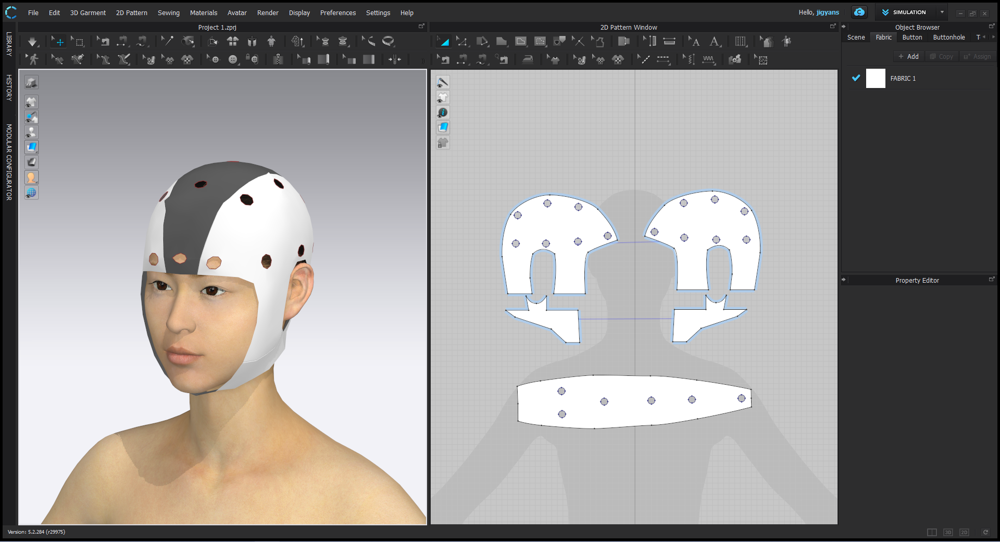 File Edit 3D Garment 2D Pattern Sewing Materials Avatar Render Display Preferences Settings Help
Hello, jigyans
SIMULATION
Project 1.zprj
2D Pattern Window
Object Browser
Scene Fabric Button Buttonhole T
+ Add Copy Assign
FABRIC 1
LIBRARY
HISTORY
MODULAR CONFIGURATOR
Property Editor
Version: 5.2.284 (r29975)
3D 2D